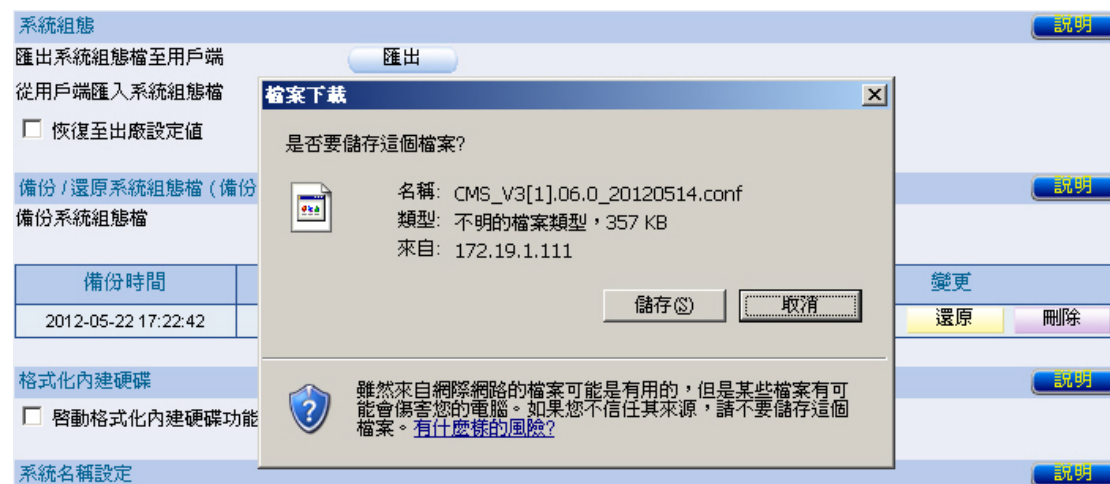 系統組態
說明
匯出系統組態檔至用戶端
匯出
從用戶端匯入系統組態檔
恢復至出廠設定值
檔案下載
是否要儲存這個檔案?
名稱: CMS_V3[1].06.0_20120514.conf
類型: 不明的檔案類型，357 KB
來自: 172.19.1.111
儲存(S)
取消
雖然來自網際網路的檔案可能是有用的，但是某些檔案有可
能會傷害您的電腦。如果您不信任其來源，請不要儲存這個
檔案。有什麼樣的風險?
備份 / 還原系統組態檔 ( 備份
說明
備份系統組態檔
備份時間
變更
2012-05-22 17:22:42
還原
刪除
格式化內建硬碟
說明
啓動格式化內建硬碟功能
系統名稱設定
說明